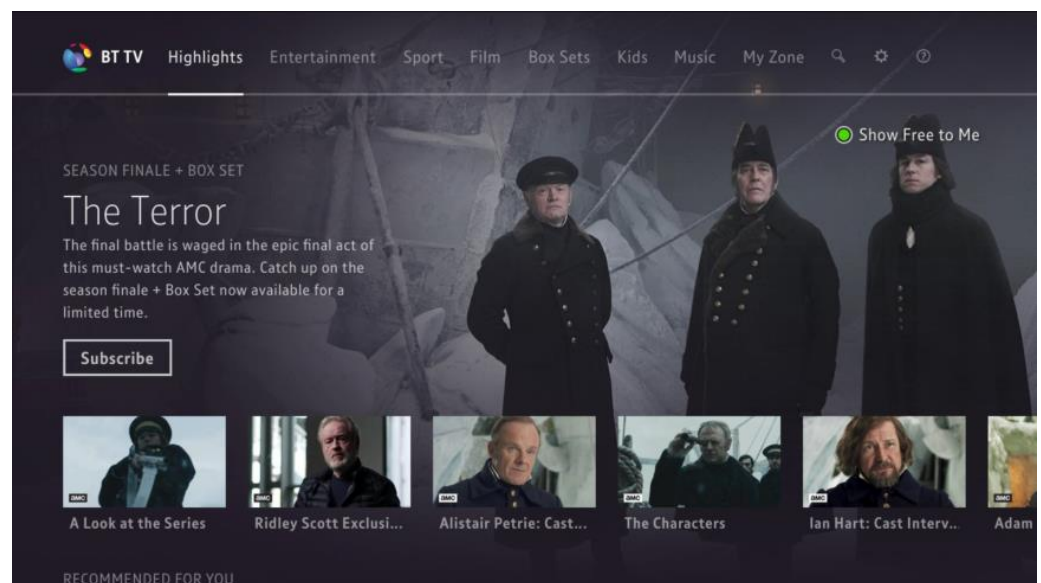 BT TV Highlights Entertainment Sport Film Box Sets Kids Music My Zone
Show Free to Me
SEASON FINALE + BOX SET
The Terror
The final battle is waged in the epic final act of
this must-watch AMC drama. Catch up on the
season finale + Box Set now available for a
limited time.
Subscribe
amc
amc
amc
amc
amc
amc
A Look at the Series
Ridley Scott Exclusi...
Alistair Petrie: Cast...
The Characters
Ian Hart: Cast Interv...
Adam
RECOMMENDED FOR YOU